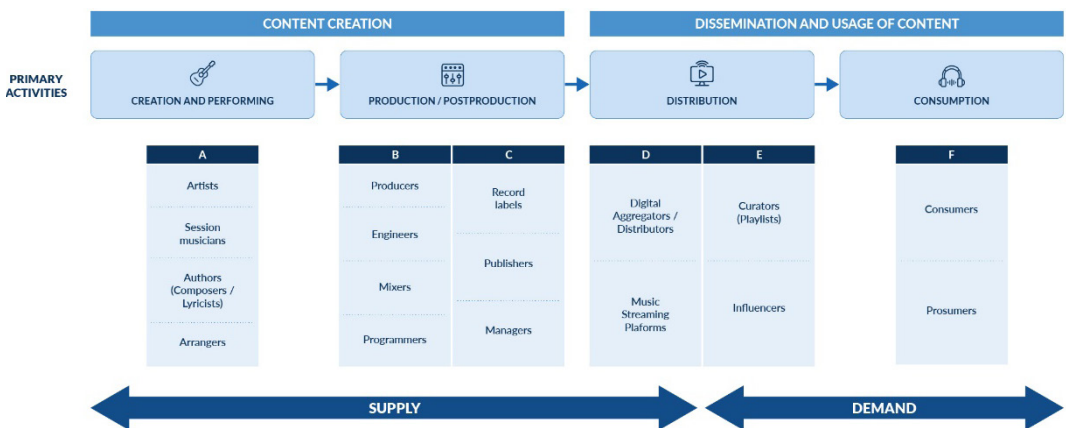 CONTENT CREATION
DISSEMINATION AND USAGE OF CONTENT
PRIMARY
ACTIVITIES
CREATION AND PERFORMING
PRODUCTION / POSTPRODUCTION
DISTRIBUTION
CONSUMPTION
A
Artists
Session
musicians
Authors
(Composers /
Lyricists)
Arrangers
B
Producers
Engineers
Mixers
Programmers
C
Record
labels
Publishers
Managers
D
Digital
Aggregators /
Distributors
Music
Streaming
Plaforms
E
Curators
(Playlists)
Influencers
F
Consumers
Prosumers
SUPPLY
DEMAND